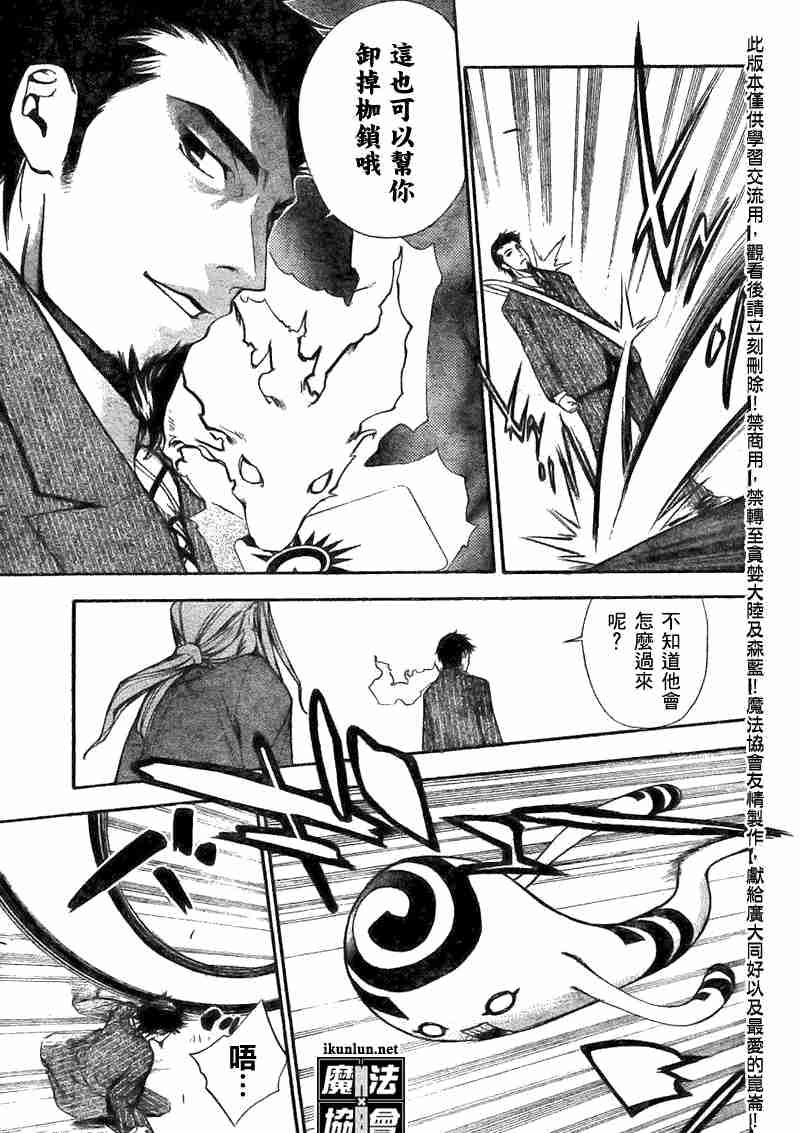 這也可以幫你
卸掉枷鎖哦
不知道他會
怎麼過來
呢?
唔…
ikunlun.net
魔法
協會
此版本僅供學習交流用，觀看後請立刻刪除!禁商用，禁轉至貪婪大陸及森藍!!魔法協會友情製作，獻給廣大同好以及最愛的崑崙!!